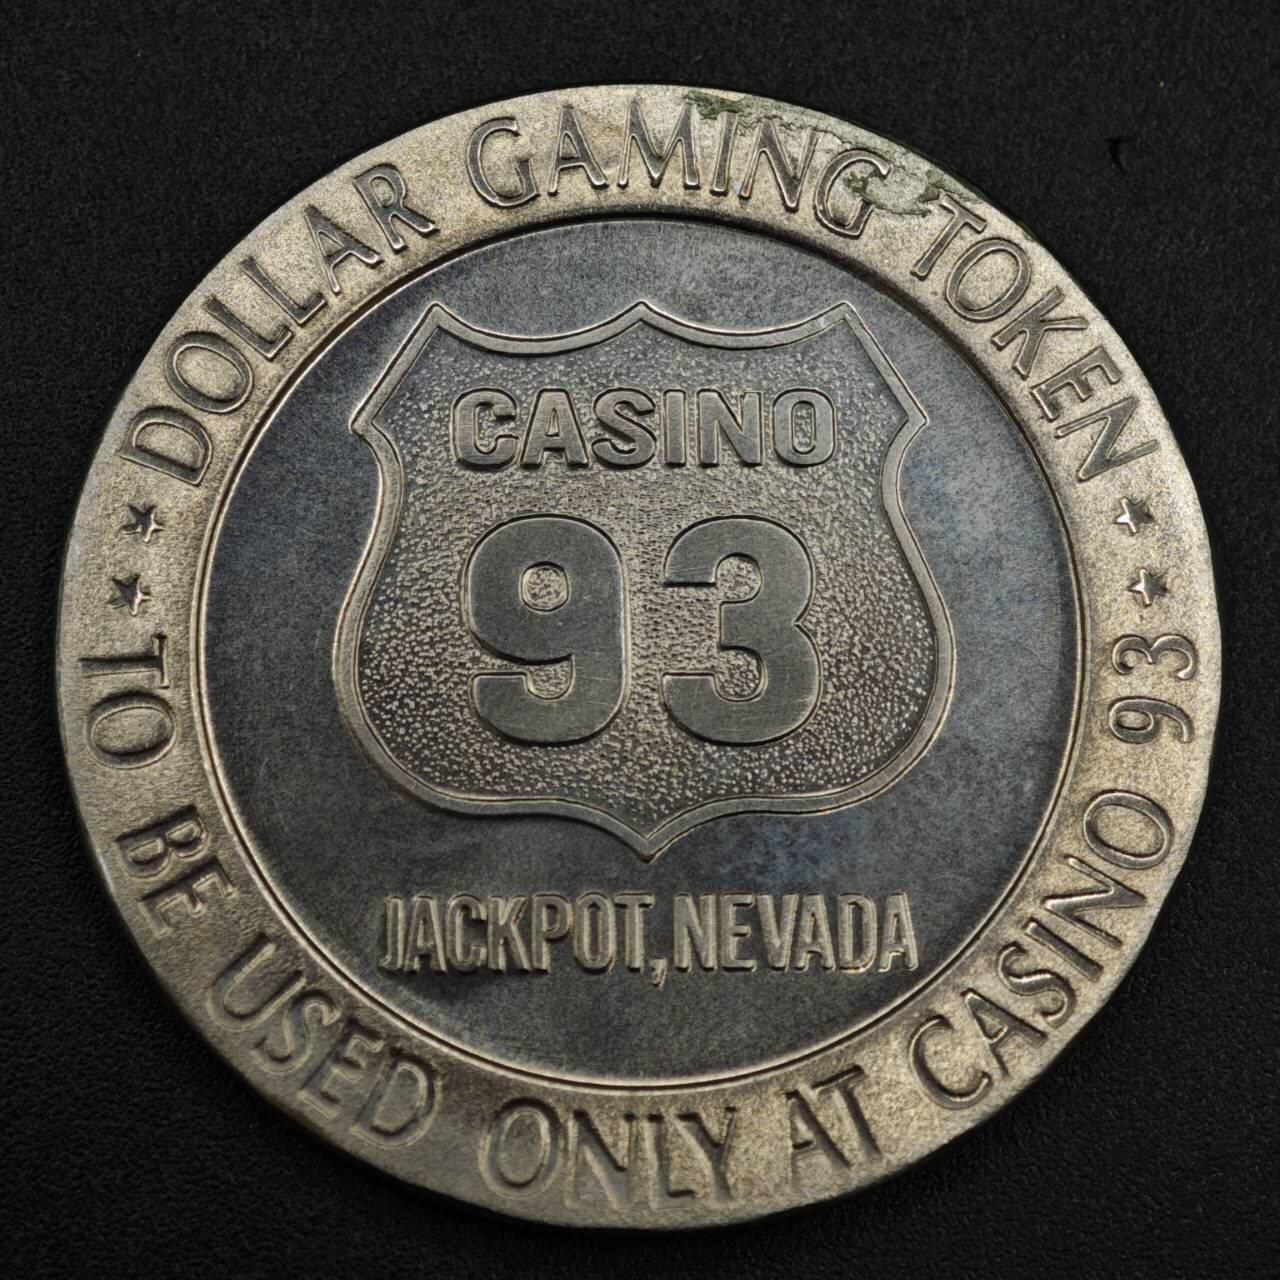 DOLLAR GAMING TOKEN
CASINO
93
JACKPOT, NEVADA
TO BE USED ONLY AT CASINO 93